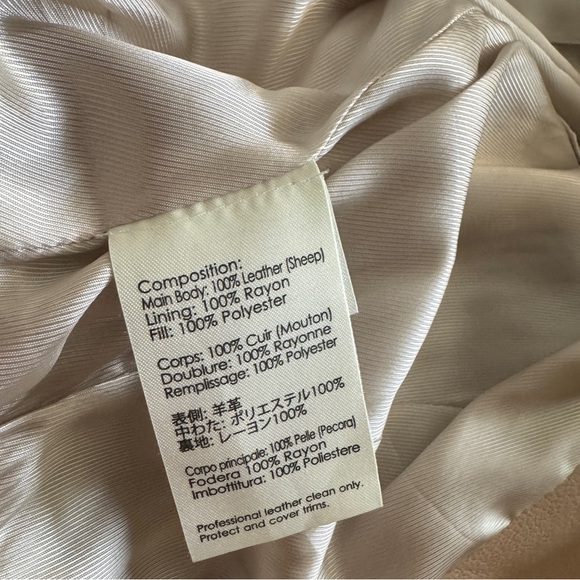 Composition:
Main Body: 100% Leather (Sheep)
Lining: 100% Rayon
Fill: 100% Polyester
Corps: 100% Cuir (Mouton)
Doublure: 100% Rayonne
Remplissage: 100% Polyester
表側: 羊革
中わた: ポリエステル100%
裏地: レーヨン100%
Corpo principale: 100% Pelle (Pecora)
Fodera 100% Rayon
Imbottitura: 100% Poliestere
Professional leather clean only.
Protect and cover trims.